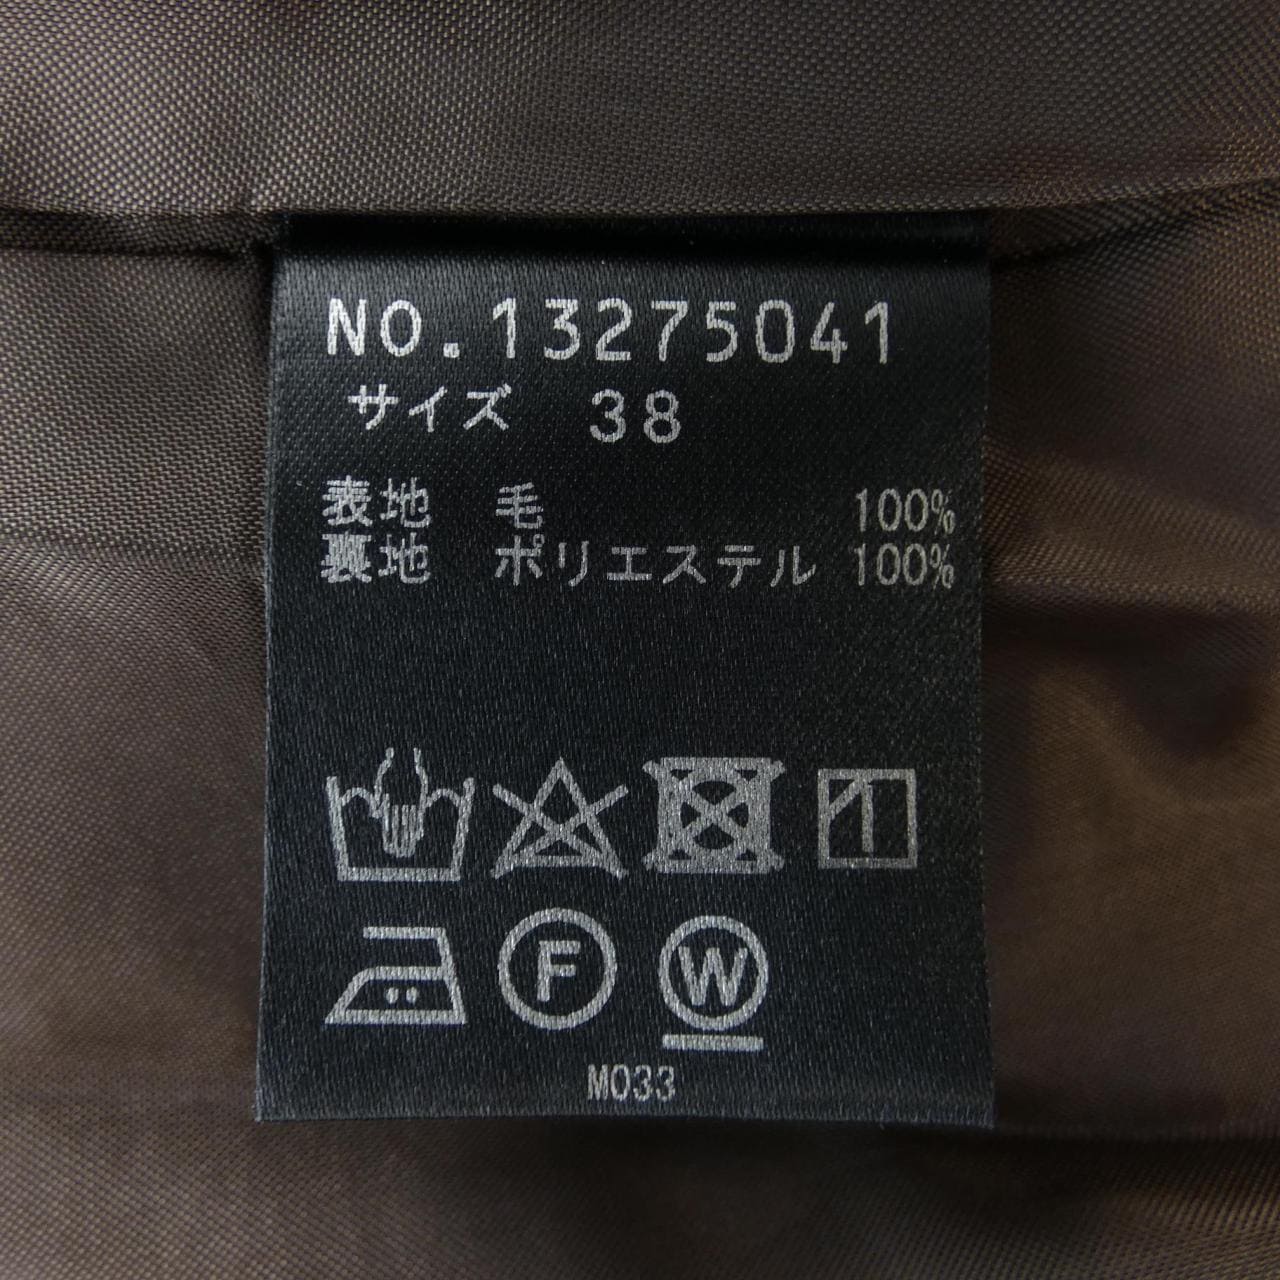 NO.13275041
サイズ 38
表地 毛 100%
裏地 ポリエステル 100%
F W
M033